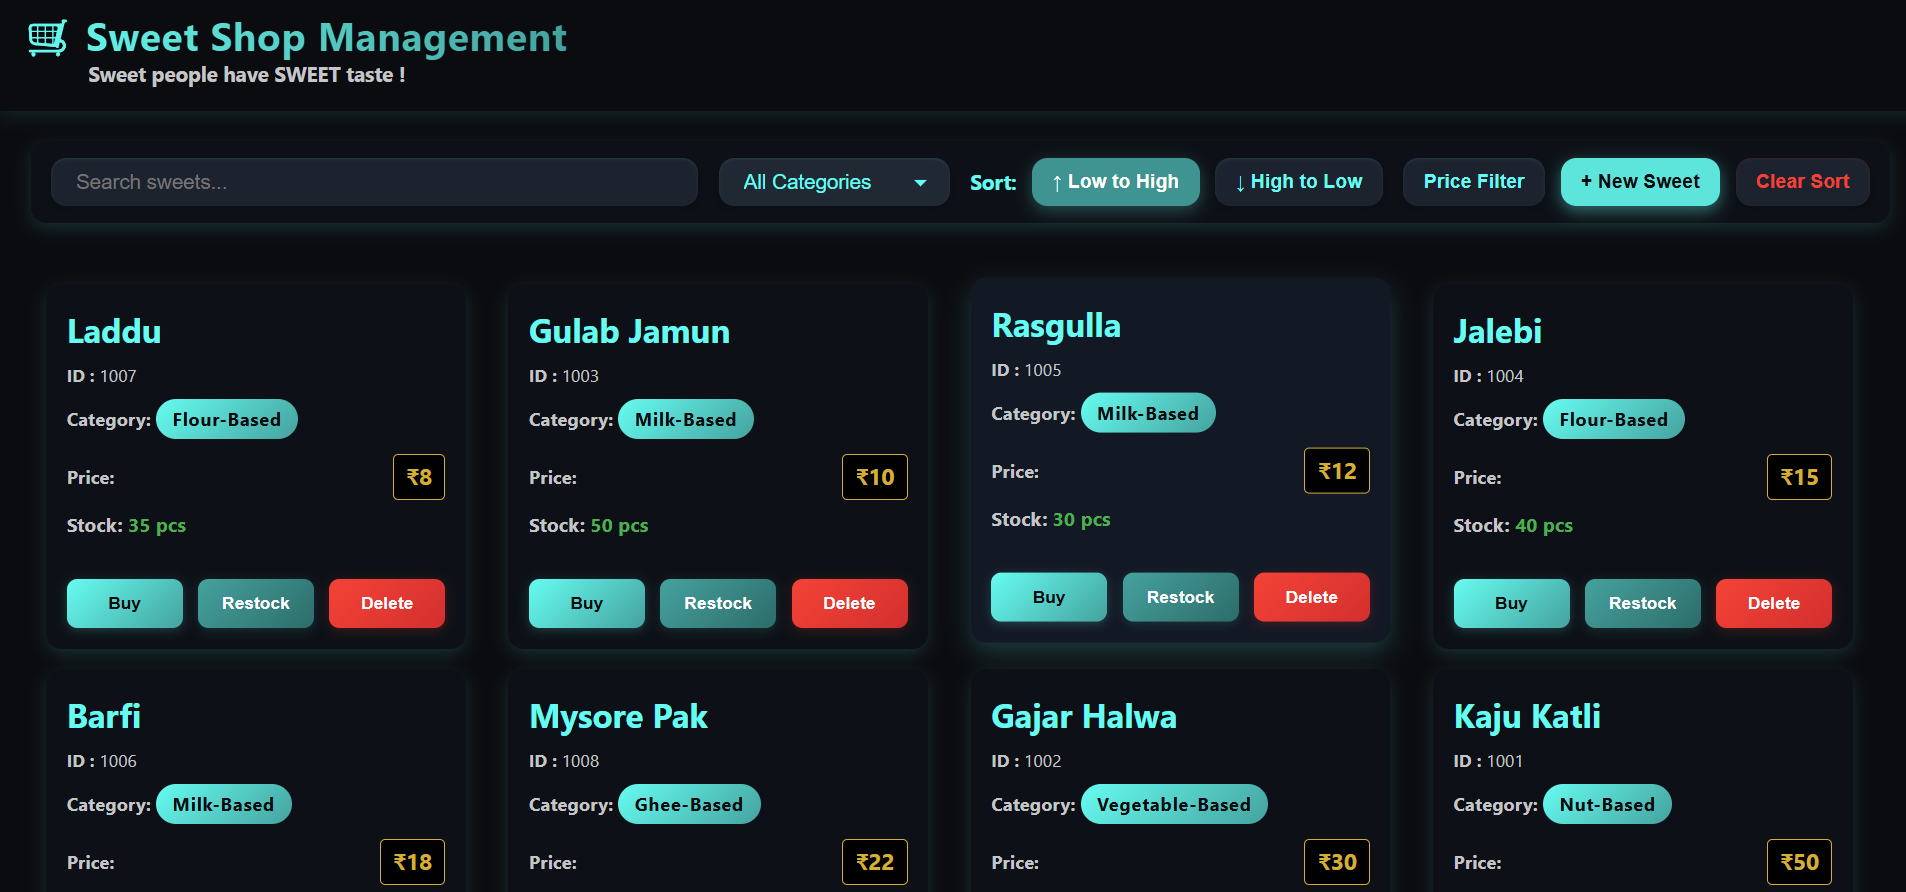 Sweet Shop Management
Sweet people have SWEET taste !
Search sweets... All Categories Sort: ↑ Low to High ↓ High to Low Price Filter + New Sweet Clear Sort
Laddu
ID : 1007
Category: Flour-Based
Price: ₹8
Stock: 35 pcs
Buy Restock Delete
Gulab Jamun
ID : 1003
Category: Milk-Based
Price: ₹10
Stock: 50 pcs
Buy Restock Delete
Rasgulla
ID : 1005
Category: Milk-Based
Price: ₹12
Stock: 30 pcs
Buy Restock Delete
Jalebi
ID : 1004
Category: Flour-Based
Price: ₹15
Stock: 40 pcs
Buy Restock Delete
Barfi
ID : 1006
Category: Milk-Based
Price: ₹18
Mysore Pak
ID : 1008
Category: Ghee-Based
Price: ₹22
Gajar Halwa
ID : 1002
Category: Vegetable-Based
Price: ₹30
Kaju Katli
ID : 1001
Category: Nut-Based
Price: ₹50